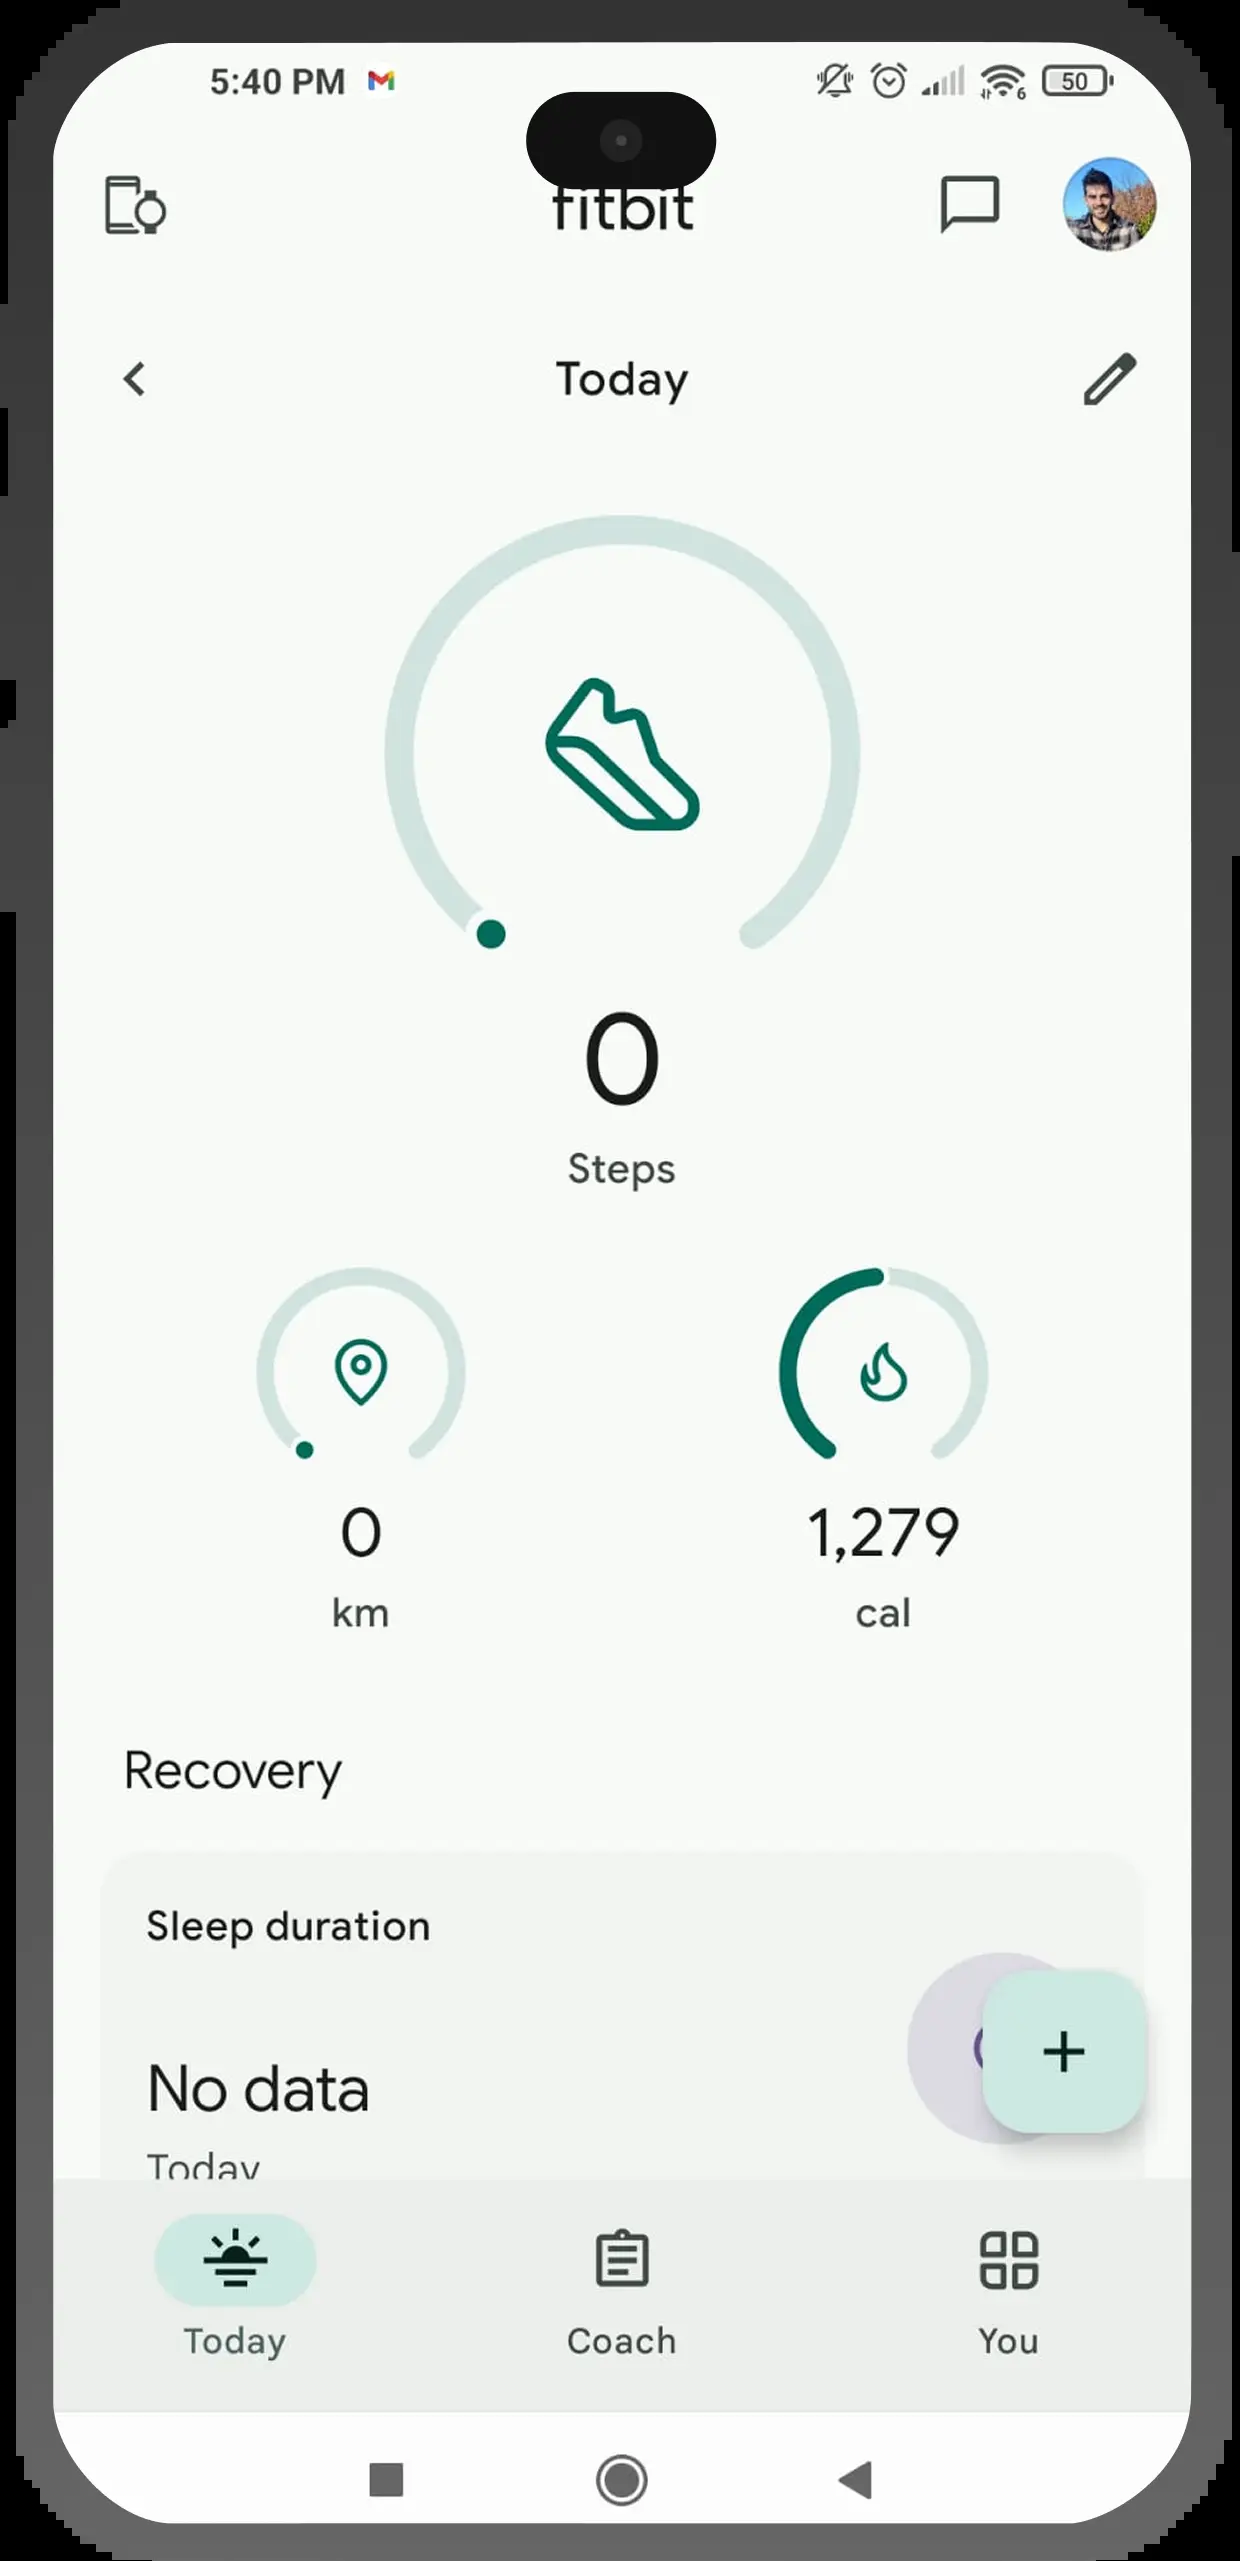 5:40 PM
6
50
fitbit
Today
0
Steps
0
km
1,279
cal
Recovery
Sleep duration
No data
Today
Today
Coach
You